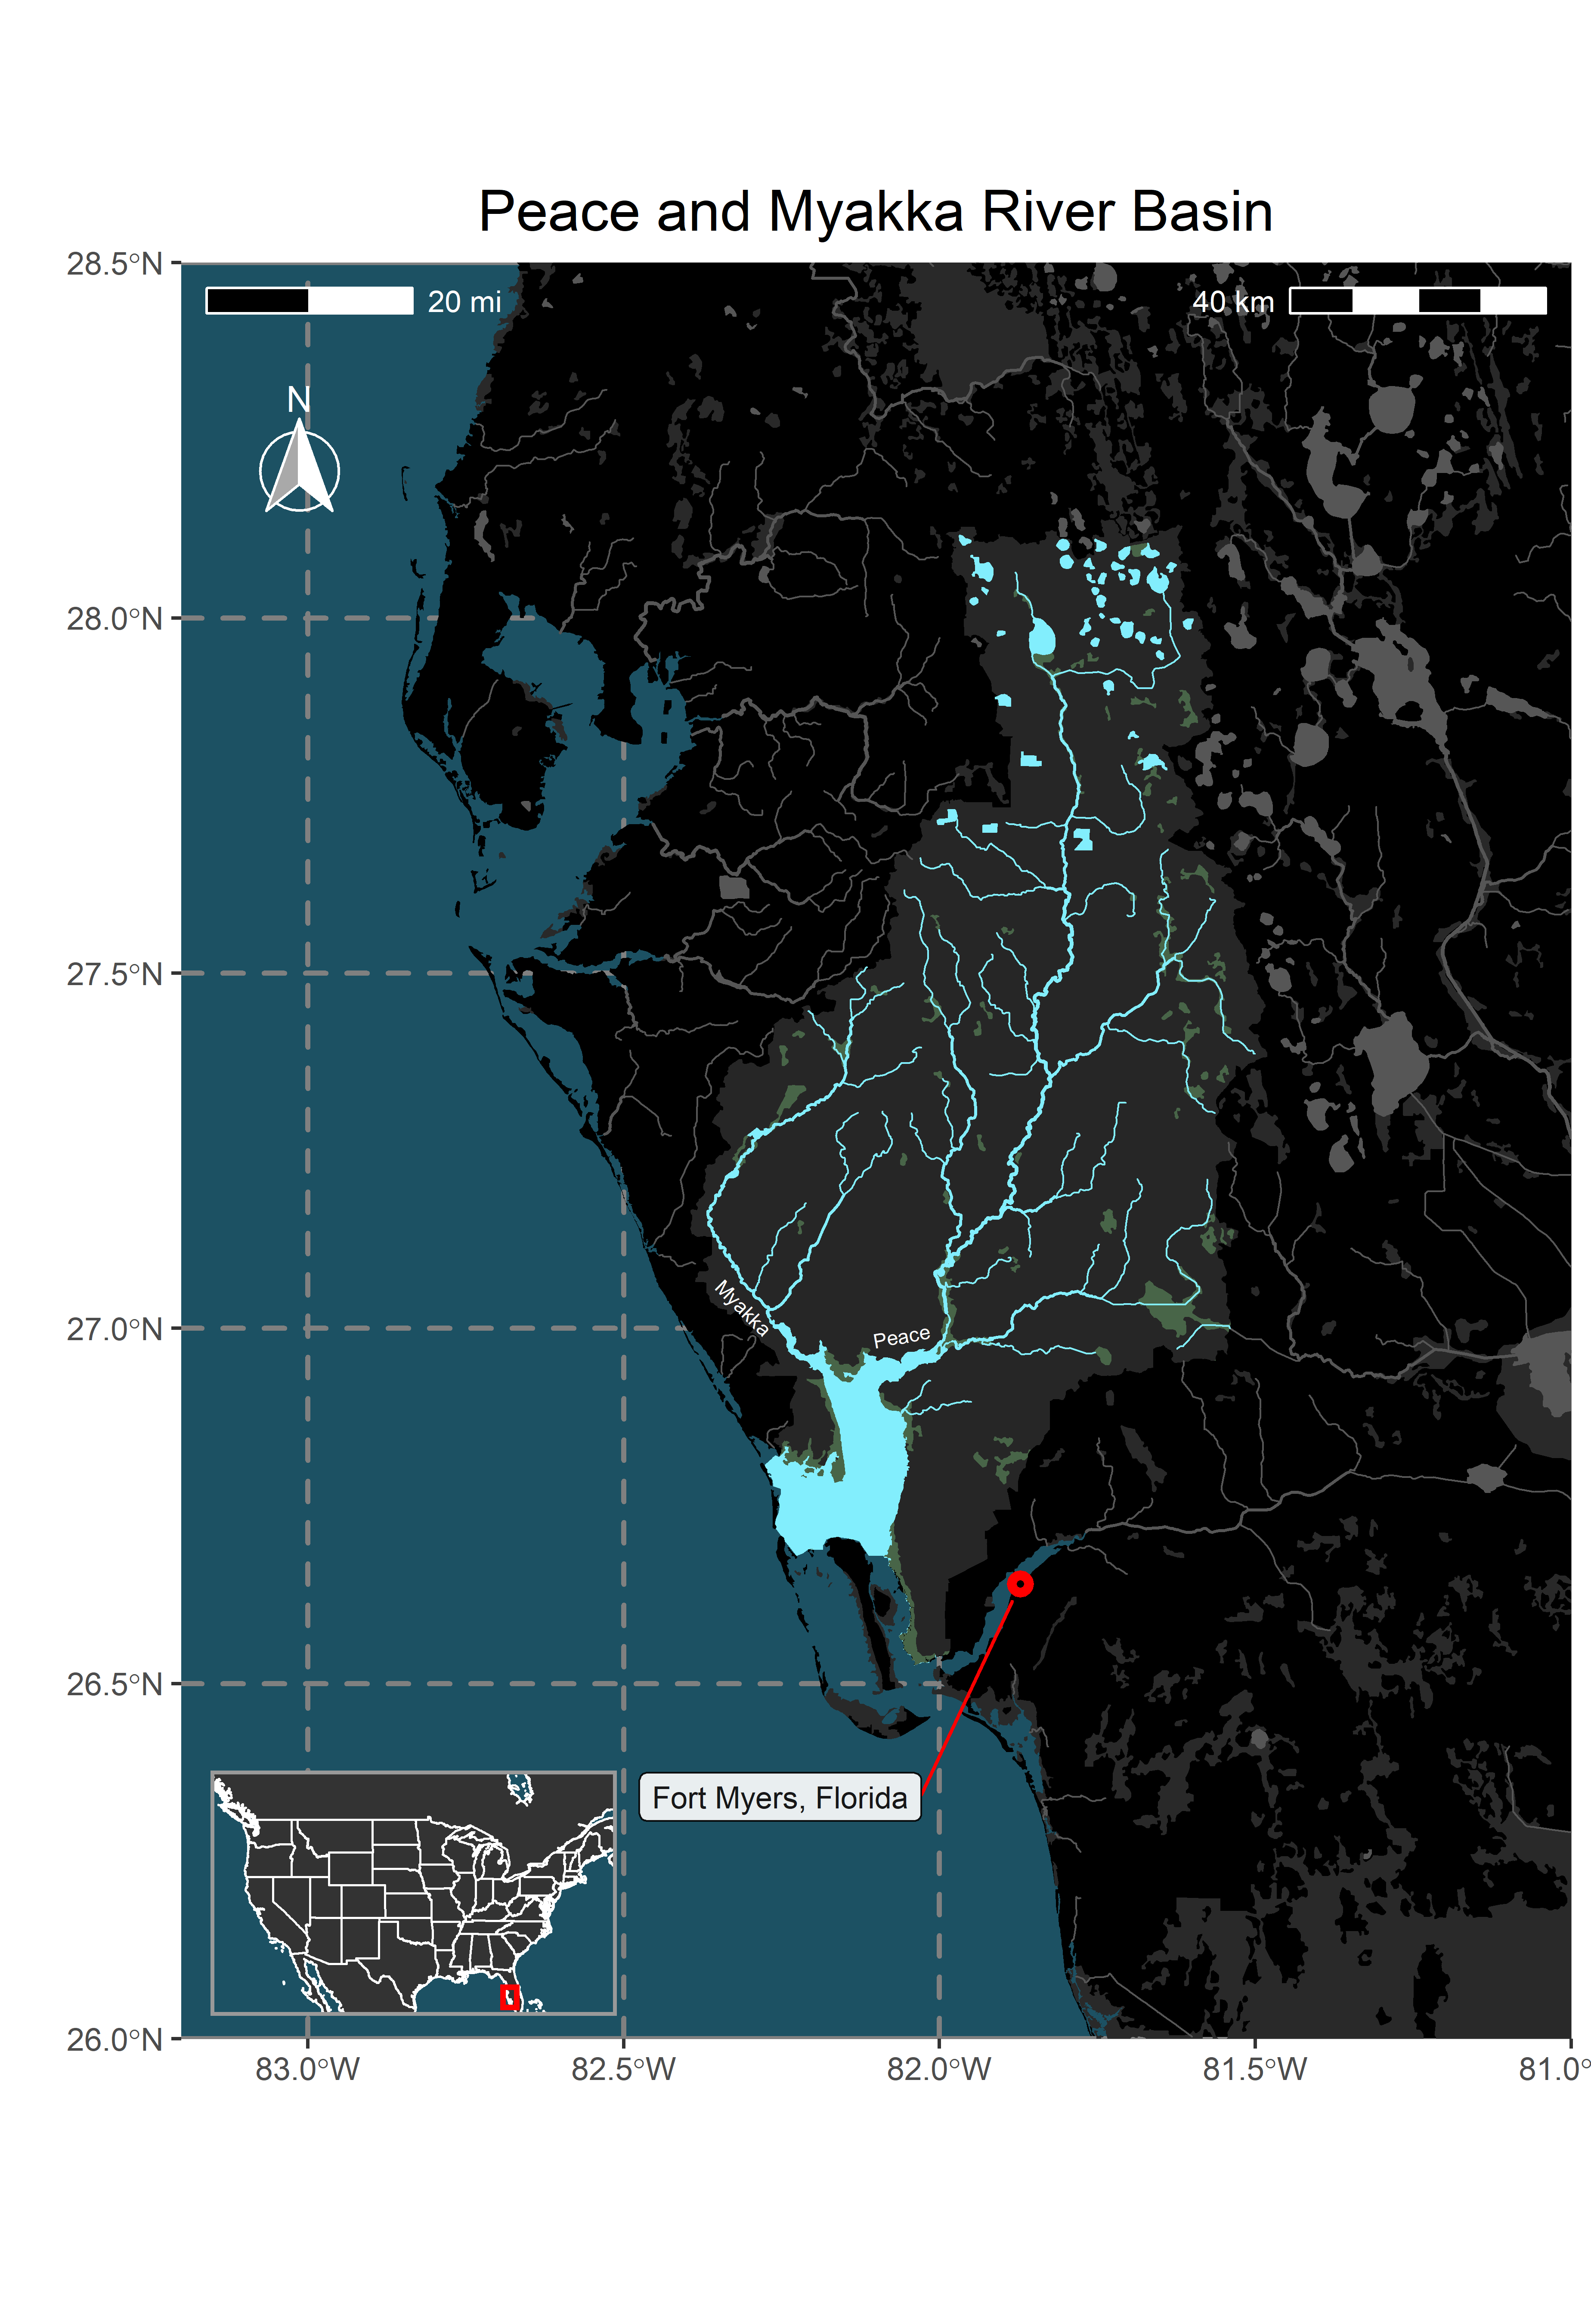 Peace and Myakka River Basin
28.5°N
20 mi
40 km
N
28.0°N
27.5°N
Myakka
Peace
27.0°N
26.5°N
Fort Myers, Florida
26.0°N
83.0°W
82.5°W
82.0°W
81.5°W
81.0°